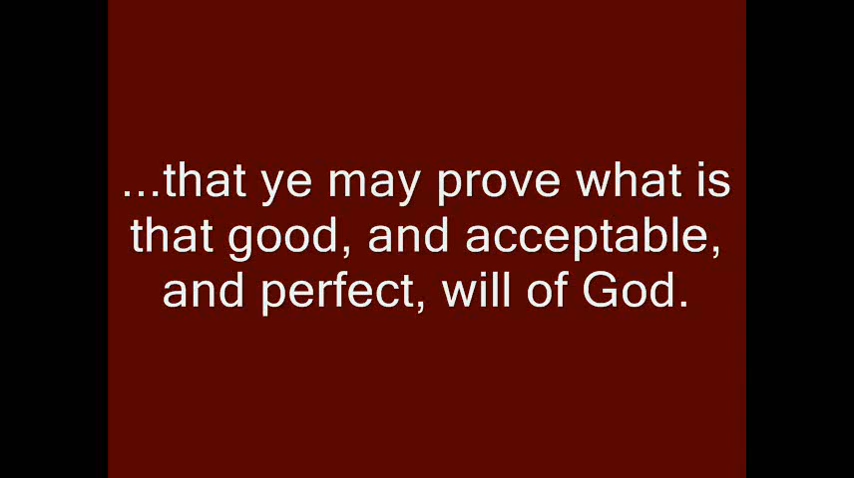 ...that ye may prove what is
that good, and acceptable,
and perfect, will of God.